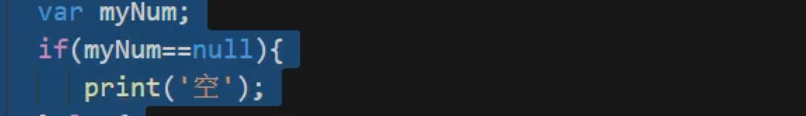 var myNum;
if(myNum==null){
print('空');